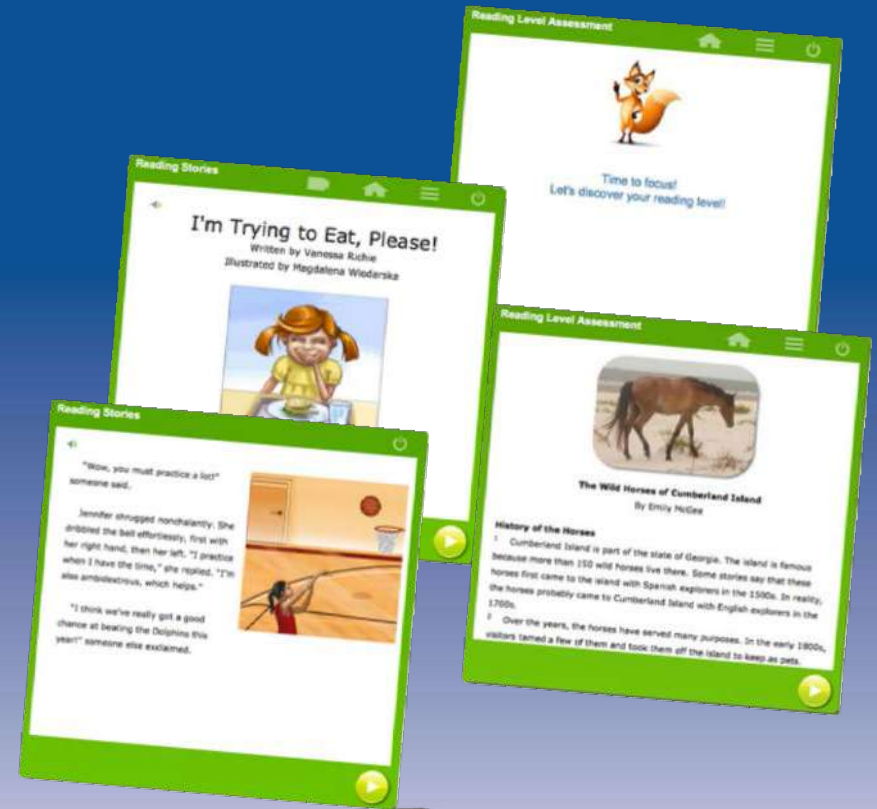 Reading Level Assessment
Time to focus!
Let's discover your reading level!
Reading Stories
I'm Trying to Eat, Please!
Written by Vanessa Richie
Illustrated by Magdalena Wiodarska
Reading Level Assessment
The Wild Horses of Cumberland Island
By Emily McGee
History of the Horses
1 Cumberland Island is part of the state of Georgia. The island is famous
because more than 150 wild horses live there. Some stories say that these
horses first came to the island with Spanish explorers in the 1500s. In reality,
the horses probably came to Cumberland Island with English explorers in the
1700s.
2 Over the years, the horses have served many purposes. In the early 1800s,
visitors tamed a few of them and took them off the island to keep as pets.
Reading Stories
"Wow, you must practice a lot!"
someone said.
Jennifer shrugged nonchalantly. She
dribbled the ball effortlessly, first with
her right hand, then her left. "I practice
when I have the time," she replied. "I'm
also ambidextrous, which helps."
"I think we've really got a good
chance at beating the Dolphins this
year!" someone else exclaimed.